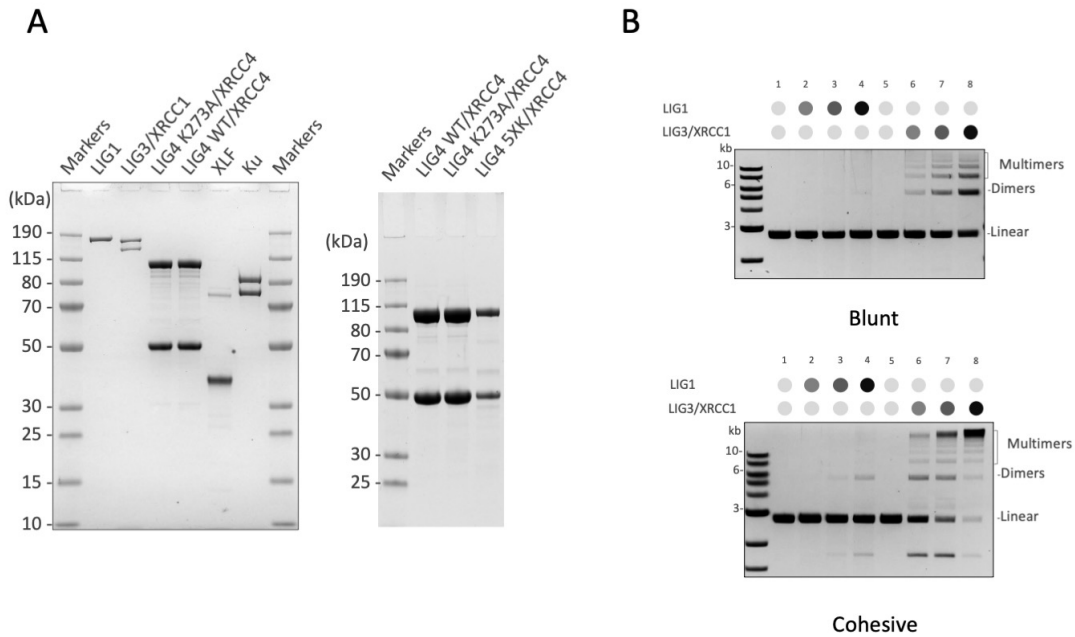 A
Markers
LIG1
LIG3/XRCC1
LIG4 K273A/XRCC4
LIG4 WT/XRCC4
XLF
Ku
Markers
(kDa)
190 -
115 -
80 -
70 -
50 -
30 -
25 -
15 -
10 -
Markers
LIG4 WT/XRCC4
LIG4 K273A/XRCC4
LIG4 5XK/XRCC4
(kDa)
190 -
115 -
80 -
70 -
50 -
30 -
25 -
B
1 2 3 4 5 6 7 8
LIG1
LIG3/XRCC1
kb
10-
6-
3-
Multimers
-Dimers
-Linear
Blunt
1 2 3 4 5 6 7 8
LIG1
LIG3/XRCC1
kb
10-
6-
3-
Multimers
-Dimers
-Linear
Cohesive